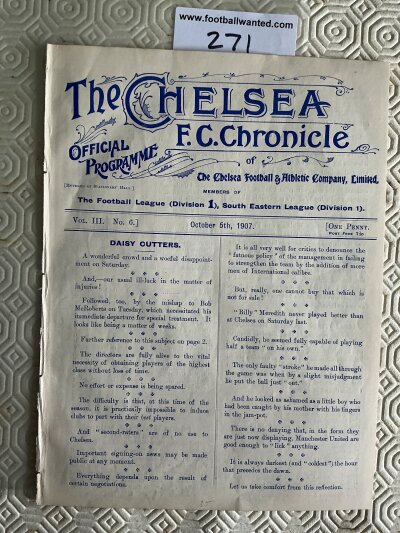 www.footballwanted.com
271
The CHELSEA
F.C. Chronicle
OFFICIAL
PROGRAMME
of
[Entered at Stationers' Hall]
The Chelsea Football & Athletic Company, Limited,
MEMBERS OF
The Football League (Division 1), South Eastern League (Division 1).
Vol. III. No. 6.]
October 5th, 1907.
[One Penny.
Post Free 1½d
DAISY CUTTERS.
A wonderful crowd and a woeful disappoint-
ment on Saturday.
* * *
And,—our usual ill-luck in the matter of
injuries!
* * *
Followed, too, by the mishap to Bob
McRoberts on Tuesday, which necessitated his
immediate departure for special treatment. It
looks like being a matter of weeks.
* * *
Further reference to this subject on page 2.
* * *
The directors are fully alive to the vital
necessity of obtaining players of the highest
class without loss of time.
* * *
No effort or expense is being spared.
* * *
The difficulty is that, at this time of the
season, it is practically impossible to induce
clubs to part with their best players.
* * *
And "second-raters" are of no use to
Chelsea.
* * *
Important signing-on news may be made
public at any moment.
* * *
Everything depends upon the result of
certain negotiations.
It is all very well for critics to denounce the
"fatuous policy" of the management in failing
to strengthen the team by the addition of more
men of International calibre.
* * *
But, really, one cannot buy that which is
not for sale!
* * *
"Billy" Meredith never played better than
at Chelsea on Saturday last.
* * *
Candidly, he seemed fully capable of playing
half a team "on his own."
* * *
The only faulty "stroke" he made all through
the game was when by a slight misjudgment
he put the ball just "out."
* * *
And he looked as ashamed as a little boy who
had been caught by his mother with his fingers
in the jam-pot.
* * *
There is no denying that, in the form they
are just now displaying, Manchester United are
good enough to "lick" anything.
* * *
It is always darkest (and "coldest") the hour
that precedes the dawn.
* * *
Let us take comfort from this reflection.